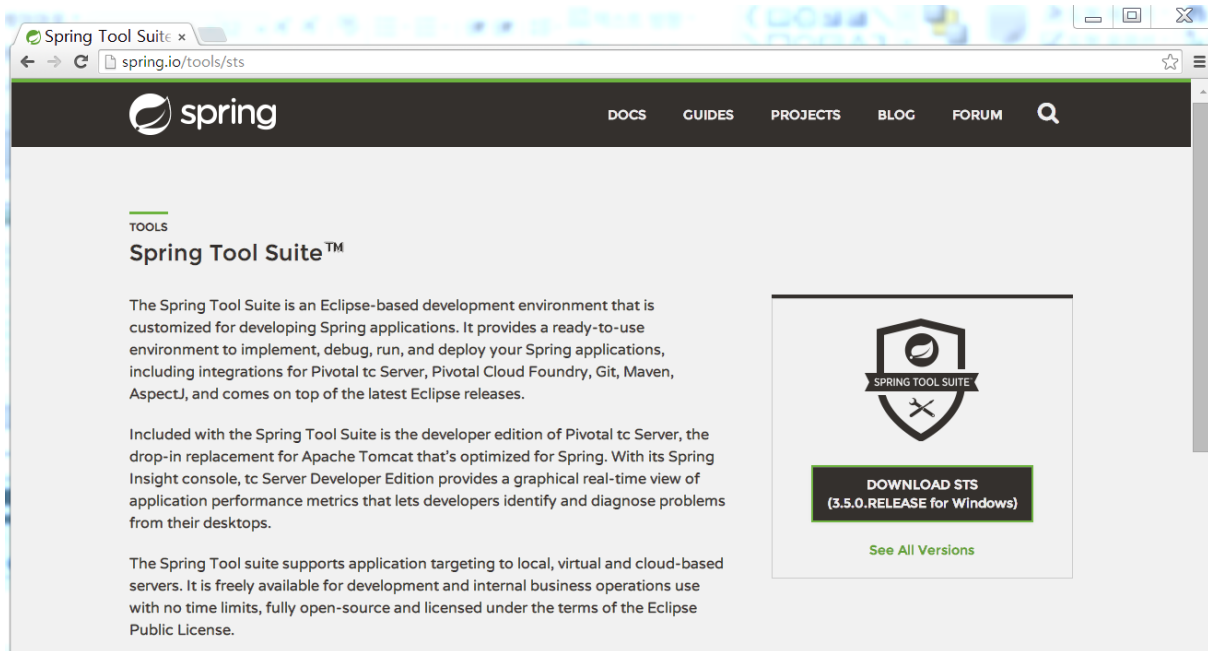 Spring Tool Suite ×
spring.io/tools/sts
spring
DOCS GUIDES PROJECTS BLOG FORUM
TOOLS
Spring Tool Suite™
The Spring Tool Suite is an Eclipse-based development environment that is
customized for developing Spring applications. It provides a ready-to-use
environment to implement, debug, run, and deploy your Spring applications,
including integrations for Pivotal tc Server, Pivotal Cloud Foundry, Git, Maven,
AspectJ, and comes on top of the latest Eclipse releases.
Included with the Spring Tool Suite is the developer edition of Pivotal tc Server, the
drop-in replacement for Apache Tomcat that's optimized for Spring. With its Spring
Insight console, tc Server Developer Edition provides a graphical real-time view of
application performance metrics that lets developers identify and diagnose problems
from their desktops.
The Spring Tool suite supports application targeting to local, virtual and cloud-based
servers. It is freely available for development and internal business operations use
with no time limits, fully open-source and licensed under the terms of the Eclipse
Public License.
SPRING TOOL SUITE
DOWNLOAD STS
(3.5.0.RELEASE for Windows)
See All Versions